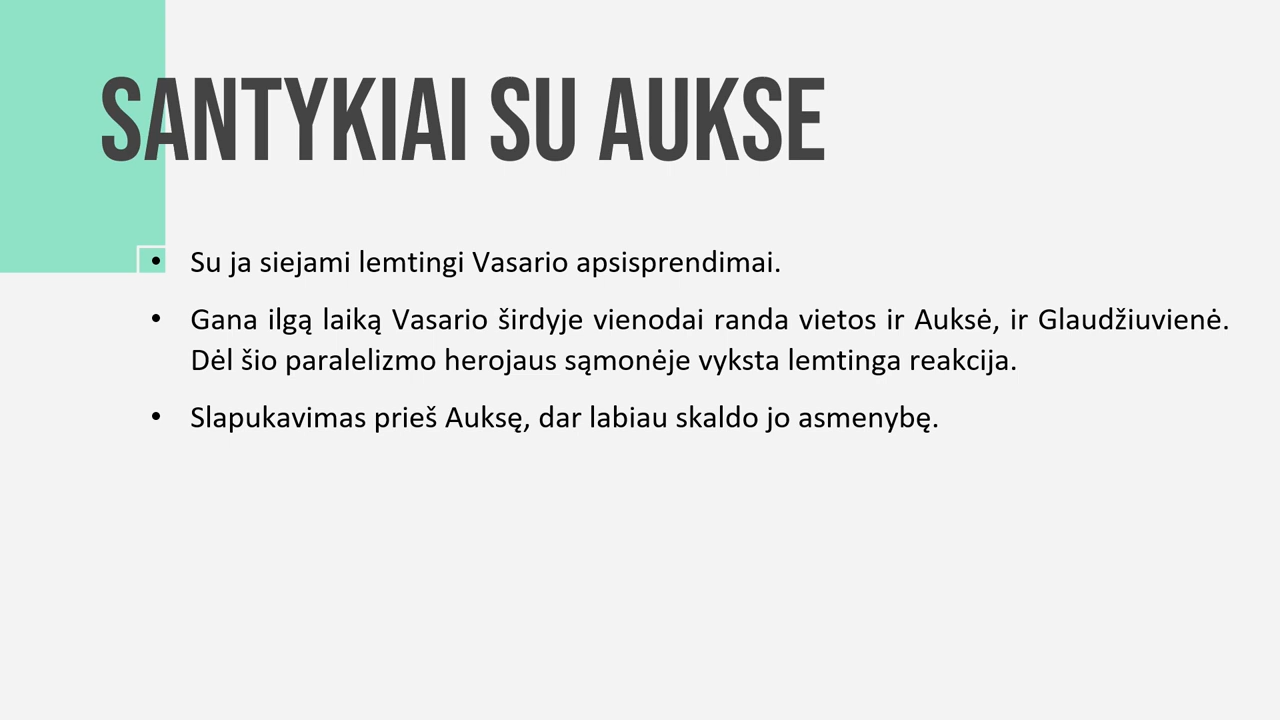 SANTYKIAI SU AUKSE
• Su ja siejami lemtingi Vasario apsisprendimai.
• Gana ilgą laiką Vasario širdyje vienodai randa vietos ir Auksė, ir Glaudžiuvienė.
Dėl šio paralelizmo herojaus sąmonėje vyksta lemtinga reakcija.
• Slapukavimas prieš Auksę, dar labiau skaldo jo asmenybę.